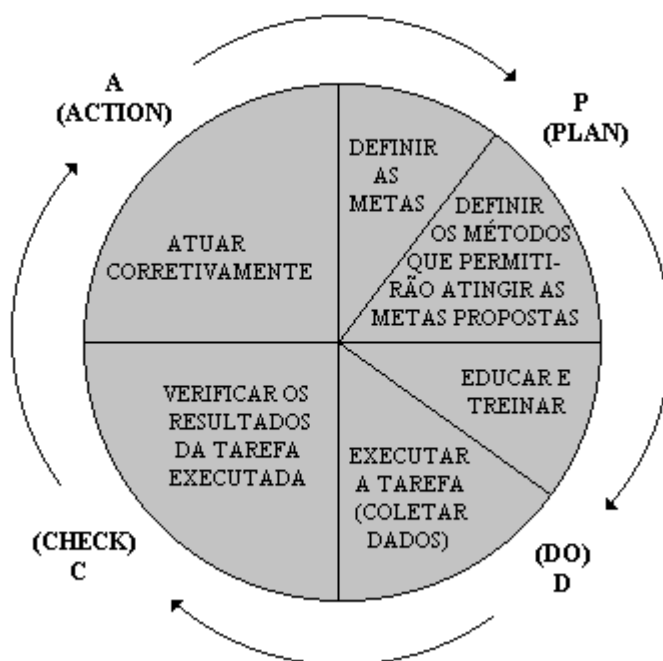 A
(ACTION)
P
(PLAN)
DEFINIR
AS
METAS
DEFINIR
OS MÉTODOS
QUE PERMITI-
RÃO ATINGIR AS
METAS PROPOSTAS
ATUAR
CORRETIVAMENTE
EDUCAR E
TREINAR
VERIFICAR OS
RESULTADOS
DA TAREFA
EXECUTADA
EXECUTAR
A TAREFA
(COLETAR
DADOS)
(CHECK)
C
(DO)
D